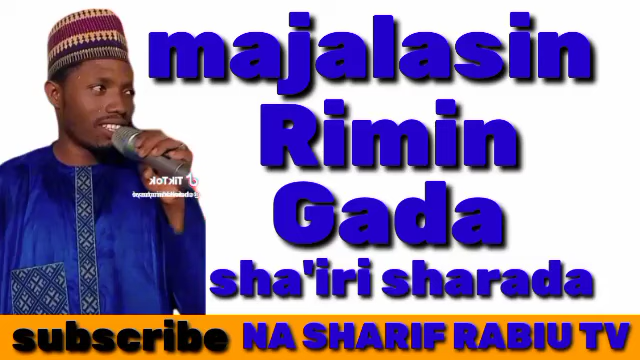 majalasin
Rimin
TikTok
Gada
sha'iri sharada
subscribe NA SHARIF RABIU TV